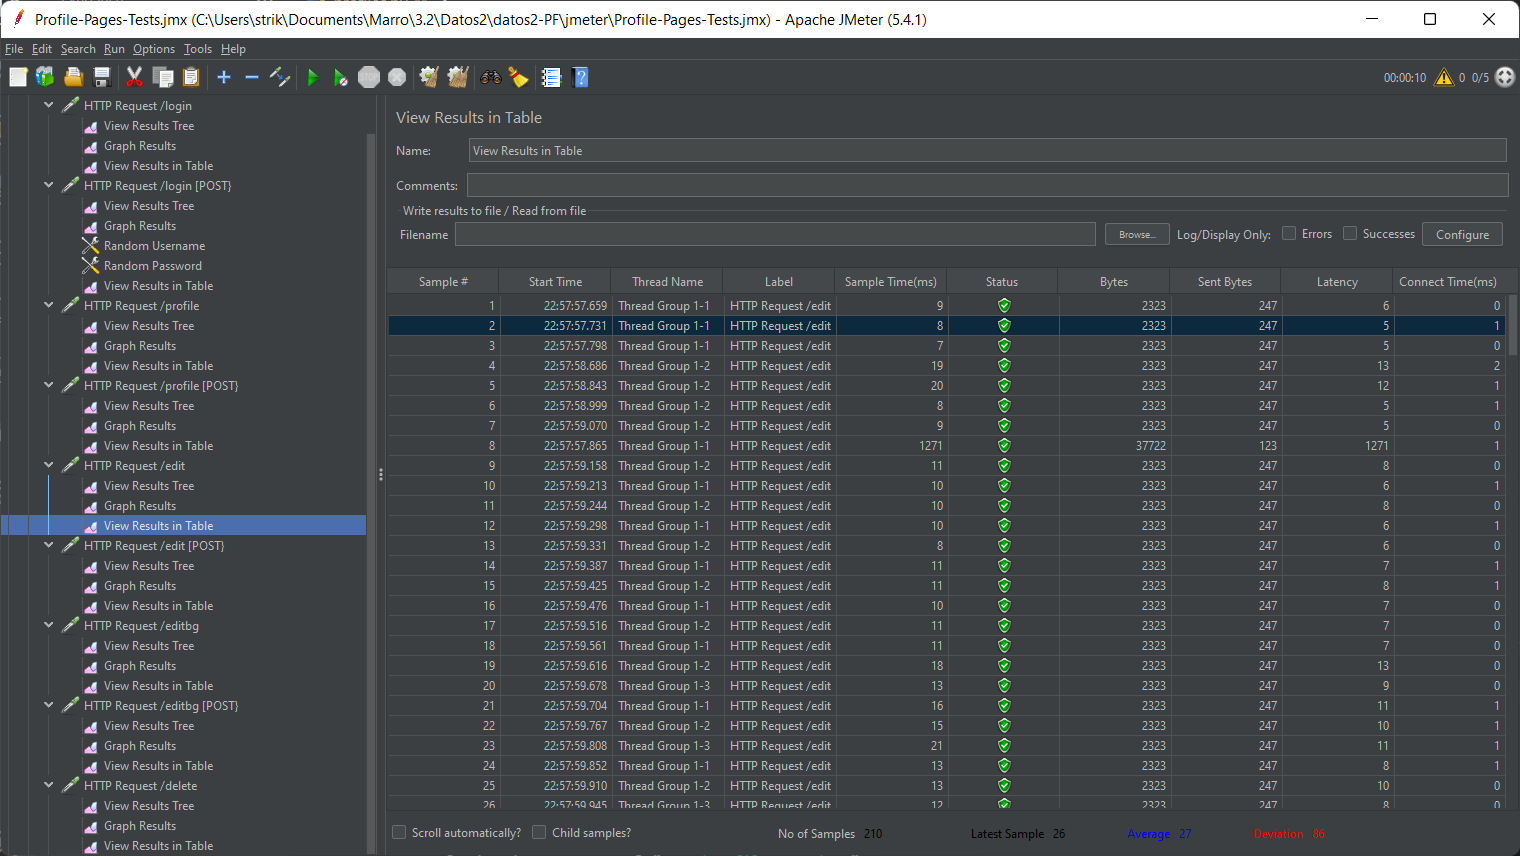 Profile-Pages-Tests.jmx (C:\Users\strik\Documents\Marro\3.2\Datos2\datos2-PF\jmeter\Profile-Pages-Tests.jmx) - Apache JMeter (5.4.1)
File Edit Search Run Options Tools Help
STOP
00:00:10 0 0/5
HTTP Request /login
View Results Tree
Graph Results
View Results in Table
HTTP Request /login [POST}
View Results Tree
Graph Results
Random Username
Random Password
View Results in Table
HTTP Request /profile
View Results Tree
Graph Results
View Results in Table
HTTP Request /profile [POST}
View Results Tree
Graph Results
View Results in Table
HTTP Request /edit
View Results Tree
Graph Results
View Results in Table
HTTP Request /edit [POST}
View Results Tree
Graph Results
View Results in Table
HTTP Request /editbg
View Results Tree
Graph Results
View Results in Table
HTTP Request /editbg [POST}
View Results Tree
Graph Results
View Results in Table
HTTP Request /delete
View Results Tree
Graph Results
View Results in Table
View Results in Table
Name: View Results in Table
Comments:
Write results to file / Read from file
Filename Browse... Log/Display Only: Errors Successes Configure
Sample # Start Time Thread Name Label Sample Time(ms) Status Bytes Sent Bytes Latency Connect Time(ms)
1 22:57:57.659 Thread Group 1-1 HTTP Request /edit 9 2323 247 6 0
2 22:57:57.731 Thread Group 1-1 HTTP Request /edit 8 2323 247 5 1
3 22:57:57.798 Thread Group 1-1 HTTP Request /edit 7 2323 247 5 0
4 22:57:58.686 Thread Group 1-2 HTTP Request /edit 19 2323 247 13 2
5 22:57:58.843 Thread Group 1-2 HTTP Request /edit 20 2323 247 12 1
6 22:57:58.999 Thread Group 1-2 HTTP Request /edit 8 2323 247 5 1
7 22:57:59.070 Thread Group 1-2 HTTP Request /edit 9 2323 247 5 0
8 22:57:57.865 Thread Group 1-1 HTTP Request /edit 1271 37722 123 1271 1
9 22:57:59.158 Thread Group 1-2 HTTP Request /edit 11 2323 247 8 0
10 22:57:59.213 Thread Group 1-1 HTTP Request /edit 10 2323 247 6 1
11 22:57:59.244 Thread Group 1-2 HTTP Request /edit 10 2323 247 8 0
12 22:57:59.298 Thread Group 1-1 HTTP Request /edit 10 2323 247 6 1
13 22:57:59.331 Thread Group 1-2 HTTP Request /edit 8 2323 247 6 0
14 22:57:59.387 Thread Group 1-1 HTTP Request /edit 11 2323 247 7 1
15 22:57:59.425 Thread Group 1-2 HTTP Request /edit 11 2323 247 8 1
16 22:57:59.476 Thread Group 1-1 HTTP Request /edit 10 2323 247 7 0
17 22:57:59.516 Thread Group 1-2 HTTP Request /edit 11 2323 247 7 0
18 22:57:59.561 Thread Group 1-1 HTTP Request /edit 11 2323 247 7 0
19 22:57:59.616 Thread Group 1-2 HTTP Request /edit 18 2323 247 13 0
20 22:57:59.678 Thread Group 1-3 HTTP Request /edit 13 2323 247 9 0
21 22:57:59.704 Thread Group 1-1 HTTP Request /edit 16 2323 247 11 1
22 22:57:59.767 Thread Group 1-2 HTTP Request /edit 15 2323 247 10 1
23 22:57:59.808 Thread Group 1-3 HTTP Request /edit 21 2323 247 11 1
24 22:57:59.852 Thread Group 1-1 HTTP Request /edit 13 2323 247 8 1
25 22:57:59.910 Thread Group 1-2 HTTP Request /edit 13 2323 247 10 0
26 22:57:59.945 Thread Group 1-3 HTTP Request /edit 12 2323 247 8 0
Scroll automatically? Child samples? No of Samples 210 Latest Sample 26 Average 27 Deviation 86